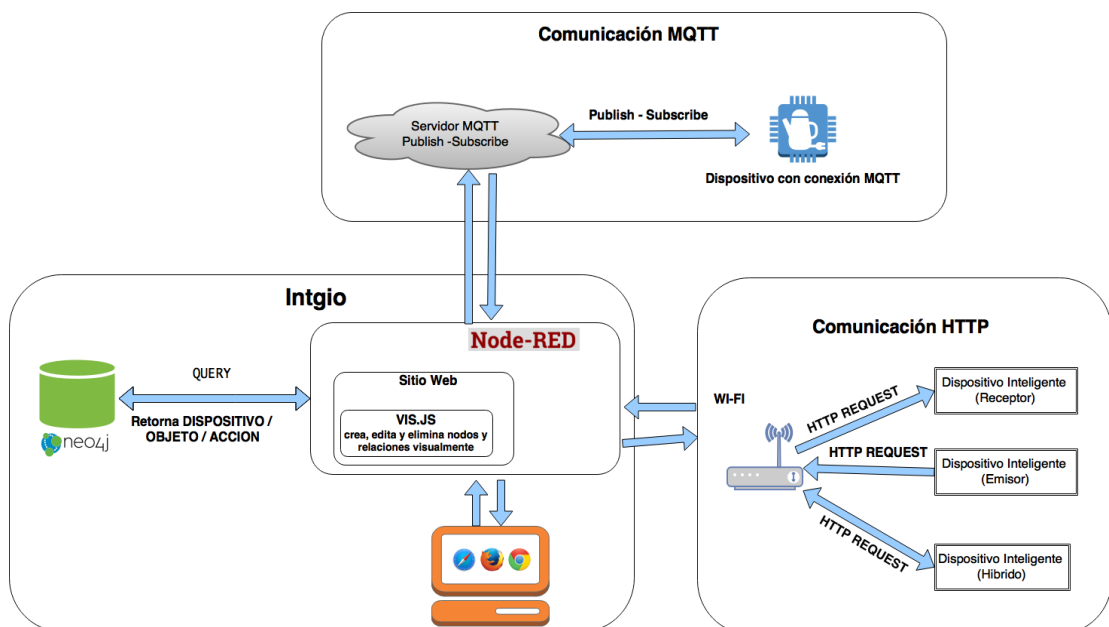 Comunicación MQTT
Servidor MQTT
Publish -Subscribe
Publish - Subscribe
Dispositivo con conexión MQTT
Intgio
Node-RED
QUERY
Retorna DISPOSITIVO /
OBJETO / ACCION
neo4j
Sitio Web
VIS.JS
crea, edita y elimina nodos y
relaciones visualmente
Comunicación HTTP
WI-FI
HTTP REQUEST
Dispositivo Inteligente
(Receptor)
HTTP REQUEST
Dispositivo Inteligente
(Emisor)
HTTP REQUEST
Dispositivo Inteligente
(Hibrido)